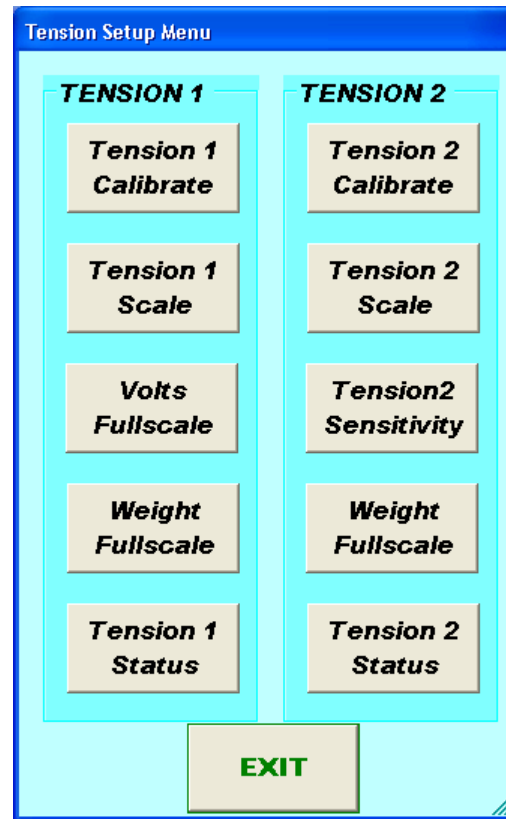 Tension Setup Menu
TENSION 1
Tension 1
Calibrate
Tension 1
Scale
Volts
Fullscale
Weight
Fullscale
Tension 1
Status
TENSION 2
Tension 2
Calibrate
Tension 2
Scale
Tension2
Sensitivity
Weight
Fullscale
Tension 2
Status
EXIT